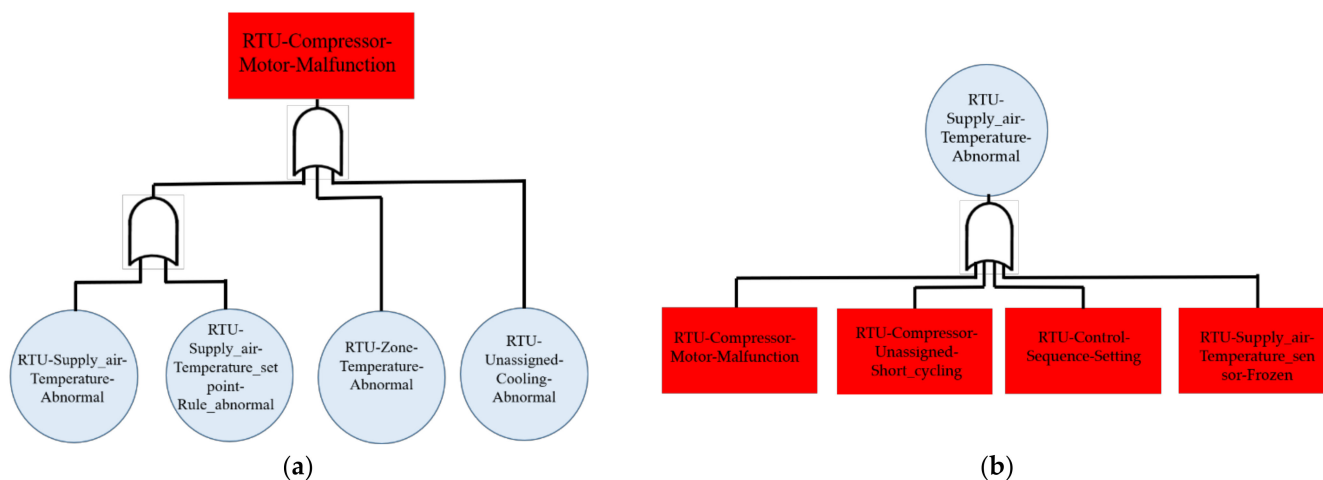 RTU-Compressor-
Motor-Malfunction
RTU-Supply_air-
Temperature-
Abnormal
RTU-
Supply_air-
Temperature_set
point-
Rule_abnormal
RTU-Zone-
Temperature-
Abnormal
RTU-
Unassigned-
Cooling-
Abnormal
(a)
RTU-
Supply_air-
Temperature-
Abnormal
RTU-Compressor-
Motor-Malfunction
RTU-Compressor-
Unassigned-
Short_cycling
RTU-Control-
Sequence-Setting
RTU-Supply_air-
Temperature_sen
sor-Frozen
(b)